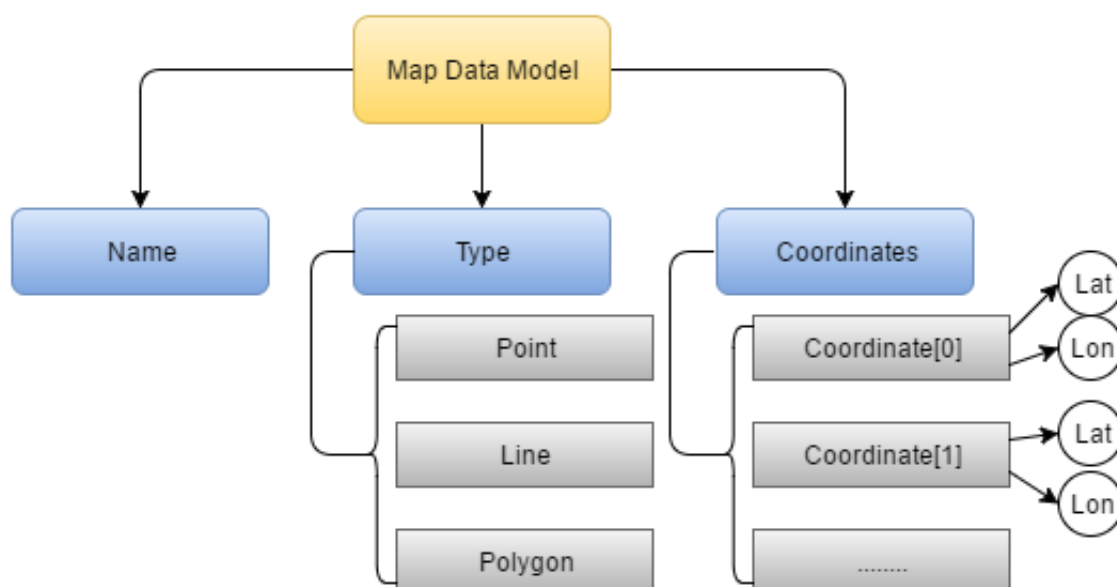 Map Data Model
Name
Type
Coordinates
Point
Line
Polygon
Coordinate[0]
Lat
Lon
Coordinate[1]
Lat
Lon
........